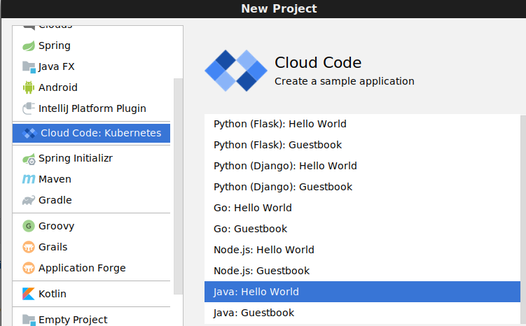 New Project
Clouds
Spring
Java FX
Android
IntelliJ Platform Plugin
Cloud Code: Kubernetes
Spring Initializr
Maven
Gradle
Groovy
Grails
Application Forge
Kotlin
Empty Project
Cloud Code
Create a sample application
Python (Flask): Hello World
Python (Flask): Guestbook
Python (Django): Hello World
Python (Django): Guestbook
Go: Hello World
Go: Guestbook
Node.js: Hello World
Node.js: Guestbook
Java: Hello World
Java: Guestbook